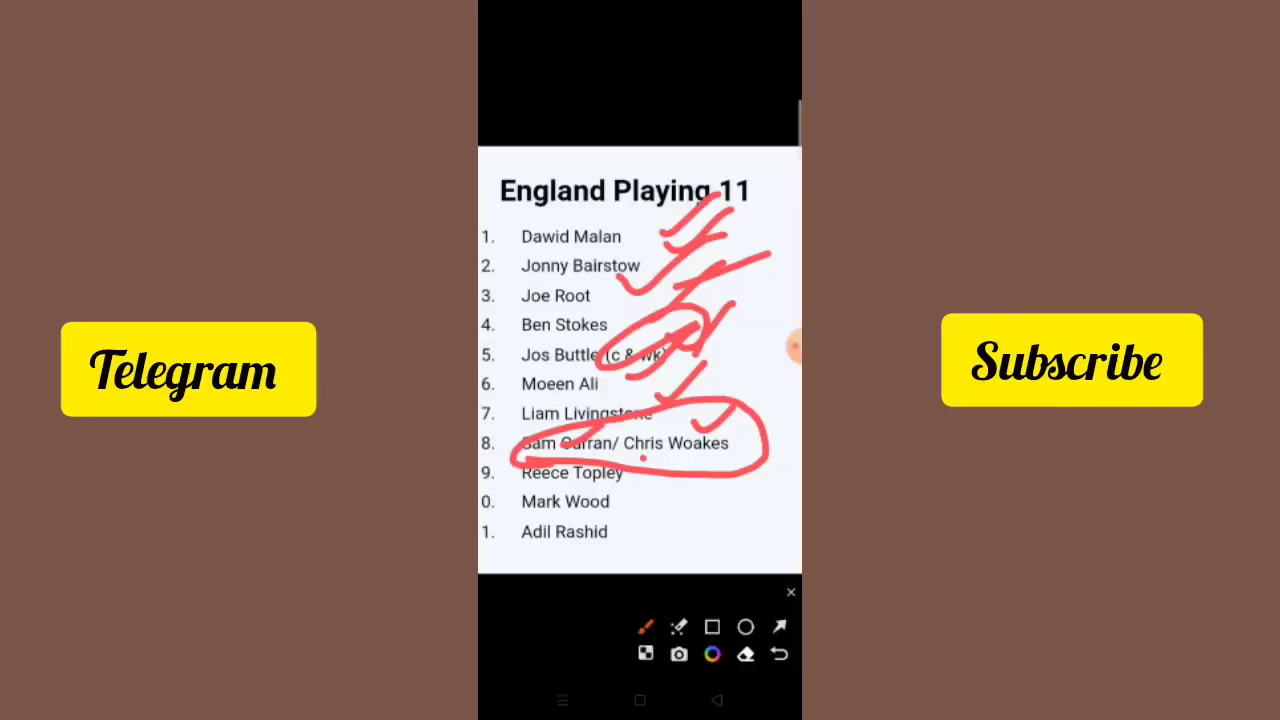 England Playing 11
1. Dawid Malan
2. Jonny Bairstow
3. Joe Root
4. Ben Stokes
5. Jos Buttler (c & wk)
6. Moeen Ali
7. Liam Livingstone
8. Sam Curran/ Chris Woakes
9. Reece Topley
0. Mark Wood
1. Adil Rashid
Telegram
Subscribe